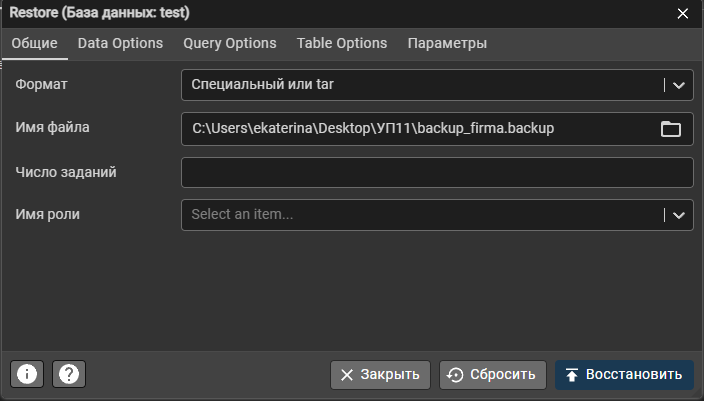 Restore (База данных: test)
Общие Data Options Query Options Table Options Параметры
Формат Специальный или tar
Имя файла C:\Users\ekaterina\Desktop\УП11\backup_firma.backup
Число заданий
Имя роли Select an item...
Закрыть Сбросить Восстановить